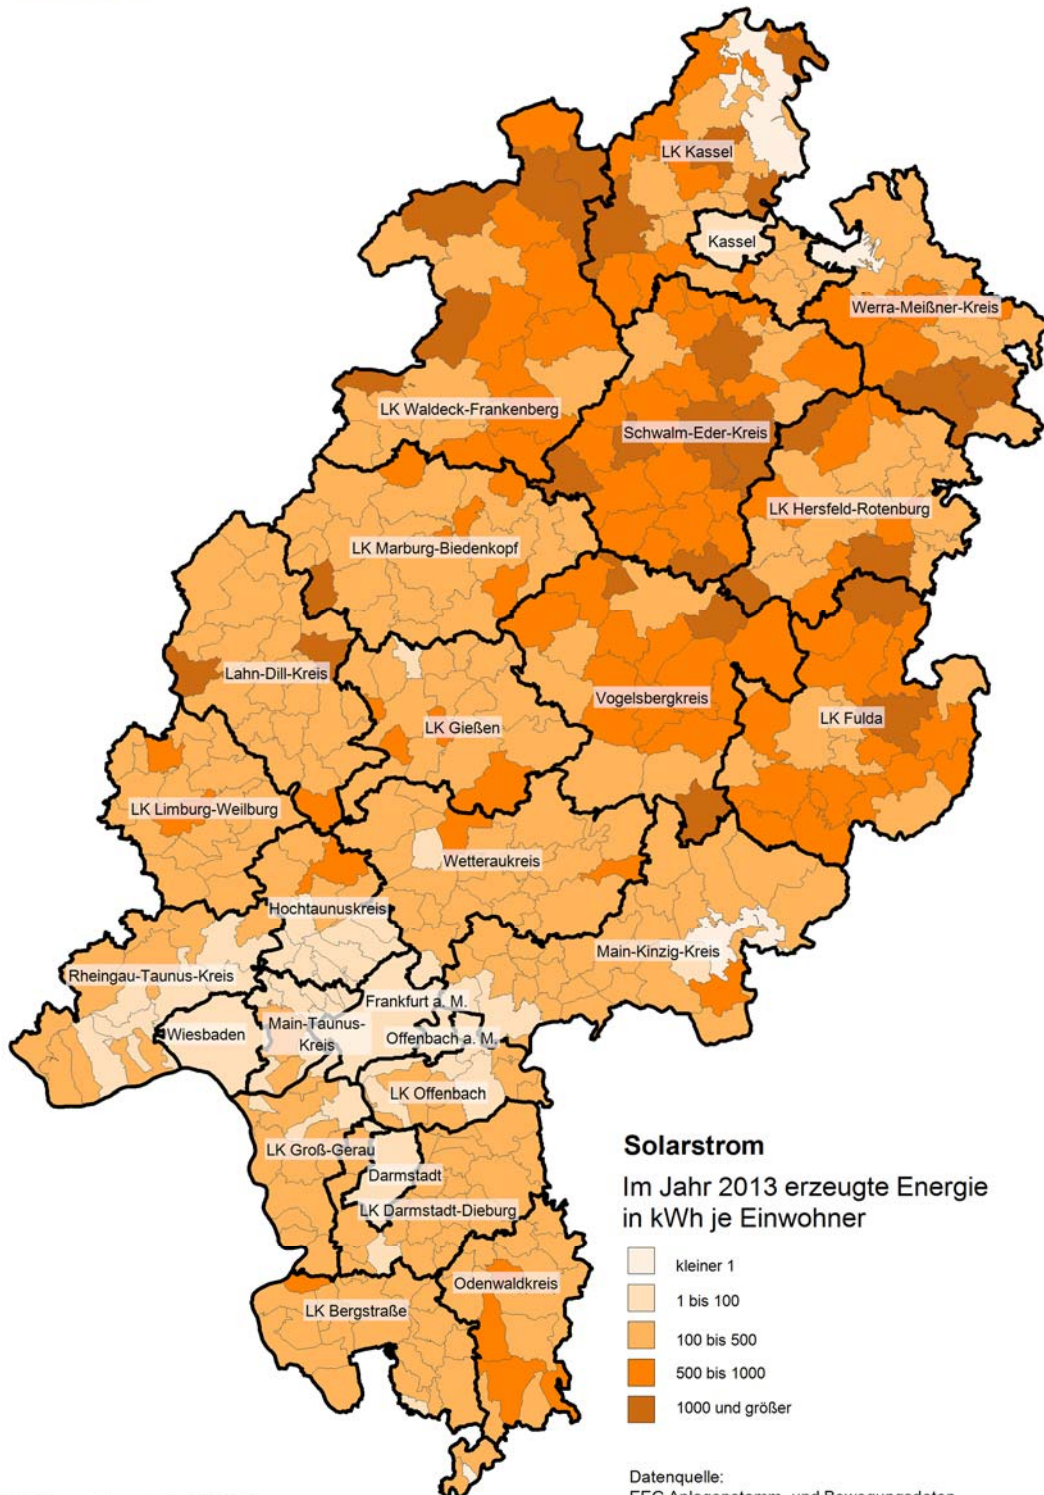 LK Kassel
Kassel
Werra-Meißner-Kreis
LK Waldeck-Frankenberg
Schwalm-Eder-Kreis
LK Hersfeld-Rotenburg
LK Marburg-Biedenkopf
Lahn-Dill-Kreis
Vogelsbergkreis
LK Fulda
LK Gießen
LK Limburg-Weilburg
Wetteraukreis
Hochtaunuskreis
Main-Kinzig-Kreis
Rheingau-Taunus-Kreis
Frankfurt a. M.
Wiesbaden
Main-Taunus-
Kreis
Offenbach a. M.
LK Offenbach
LK Groß-Gerau
Darmstadt
LK Darmstadt-Dieburg
Odenwaldkreis
LK Bergstraße
Solarstrom
Im Jahr 2013 erzeugte Energie
in kWh je Einwohner
kleiner 1
1 bis 100
100 bis 500
500 bis 1000
1000 und größer
Datenquelle:
EEG Anlagenstamm- und Bewegungsdaten